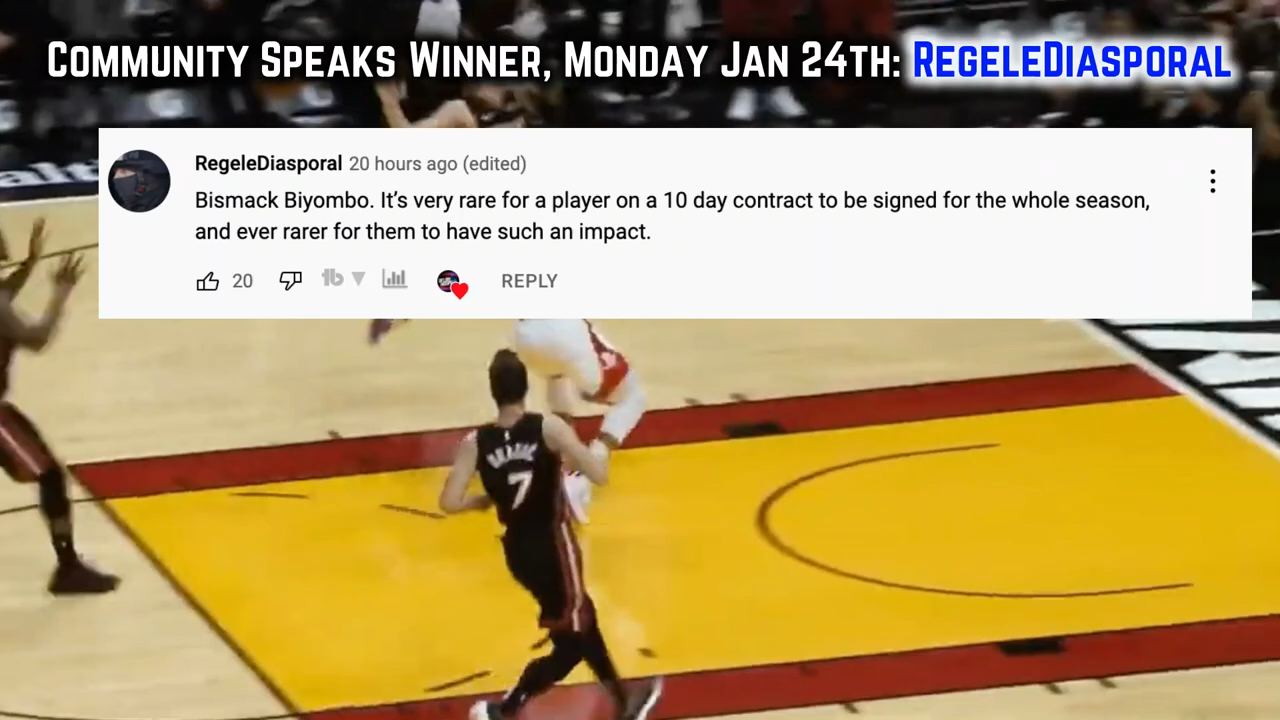 Community Speaks Winner, Monday Jan 24th: RegeleDiasporal
RegeleDiasporal 20 hours ago (edited)
Bismack Biyombo. It’s very rare for a player on a 10 day contract to be signed for the whole season,
and ever rarer for them to have such an impact.
20 REPLY
7